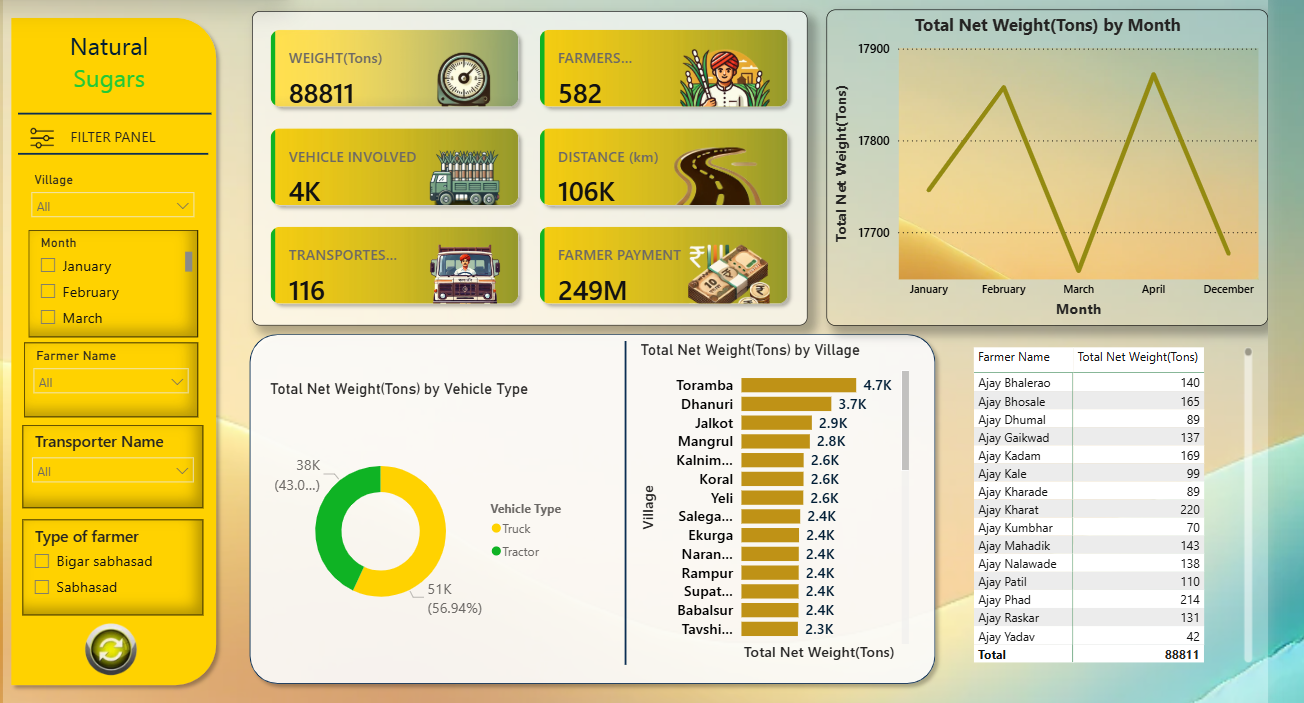 Natural
Sugars
FILTER PANEL
Village
All
Month
January
February
March
Farmer Name
All
Transporter Name
All
Type of farmer
Bigar sabhasad
Sabhasad
WEIGHT(Tons)
88811
FARMERS...
582
VEHICLE INVOLVED
4K
DISTANCE (km)
106K
TRANSPORTES...
116
FARMER PAYMENT
249M
Total Net Weight(Tons) by Month
Total Net Weight(Tons)
17900
17800
17700
January February March April December
Month
Total Net Weight(Tons) by Vehicle Type
38K
(43.0...)
51K
(56.94%)
Vehicle Type
Truck
Tractor
Total Net Weight(Tons) by Village
Village
Toramba 4.7K
Dhanuri 3.7K
Jalkot 2.9K
Mangrul 2.8K
Kalnim... 2.6K
Koral 2.6K
Yeli 2.6K
Salega... 2.4K
Ekurga 2.4K
Naran... 2.4K
Rampur 2.4K
Supat... 2.4K
Babalsur 2.4K
Tavshi... 2.3K
Total Net Weight(Tons)
Farmer Name Total Net Weight(Tons)
Ajay Bhalerao 140
Ajay Bhosale 165
Ajay Dhumal 89
Ajay Gaikwad 137
Ajay Kadam 169
Ajay Kale 99
Ajay Kharade 89
Ajay Kharat 220
Ajay Kumbhar 70
Ajay Mahadik 143
Ajay Nalawade 138
Ajay Patil 110
Ajay Phad 214
Ajay Raskar 131
Ajay Yadav 42
Total 88811